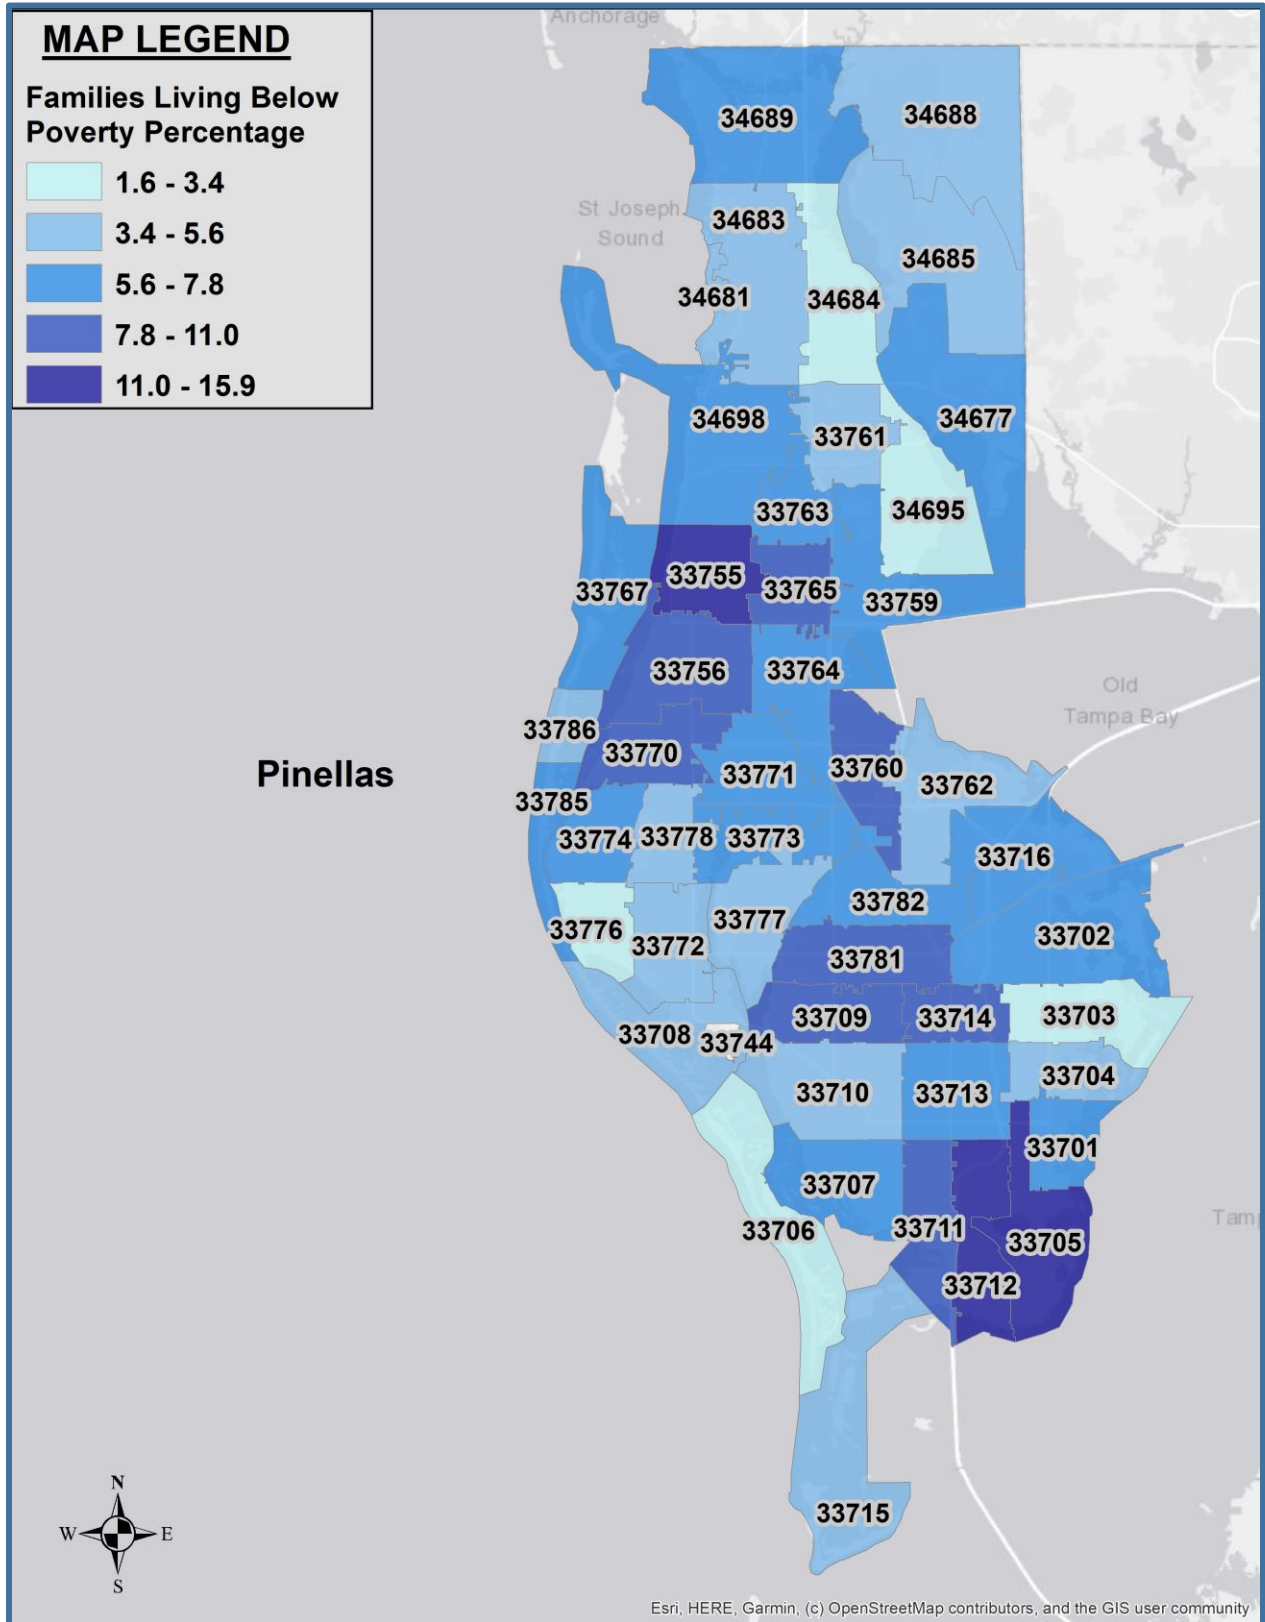 Anchorage
MAP LEGEND
Families Living Below
Poverty Percentage
1.6 - 3.4
3.4 - 5.6
5.6 - 7.8
7.8 - 11.0
11.0 - 15.9
34689
34688
St Joseph
Sound
34683
34685
34681
34684
34698
33761
34677
33763
34695
33755
33767
33765
33759
33756
33764
Old
Tampa Bay
33786
33770
33760
Pinellas
33771
33762
33785
33774
33778
33773
33716
33782
33777
33776
33772
33702
33781
33709
33714
33703
33708
33744
33704
33710
33713
33701
33707
33706
33711
33705
Tamp
33712
33715
N
W
E
S
Esri, HERE, Garmin, (c) OpenStreetMap contributors, and the GIS user community